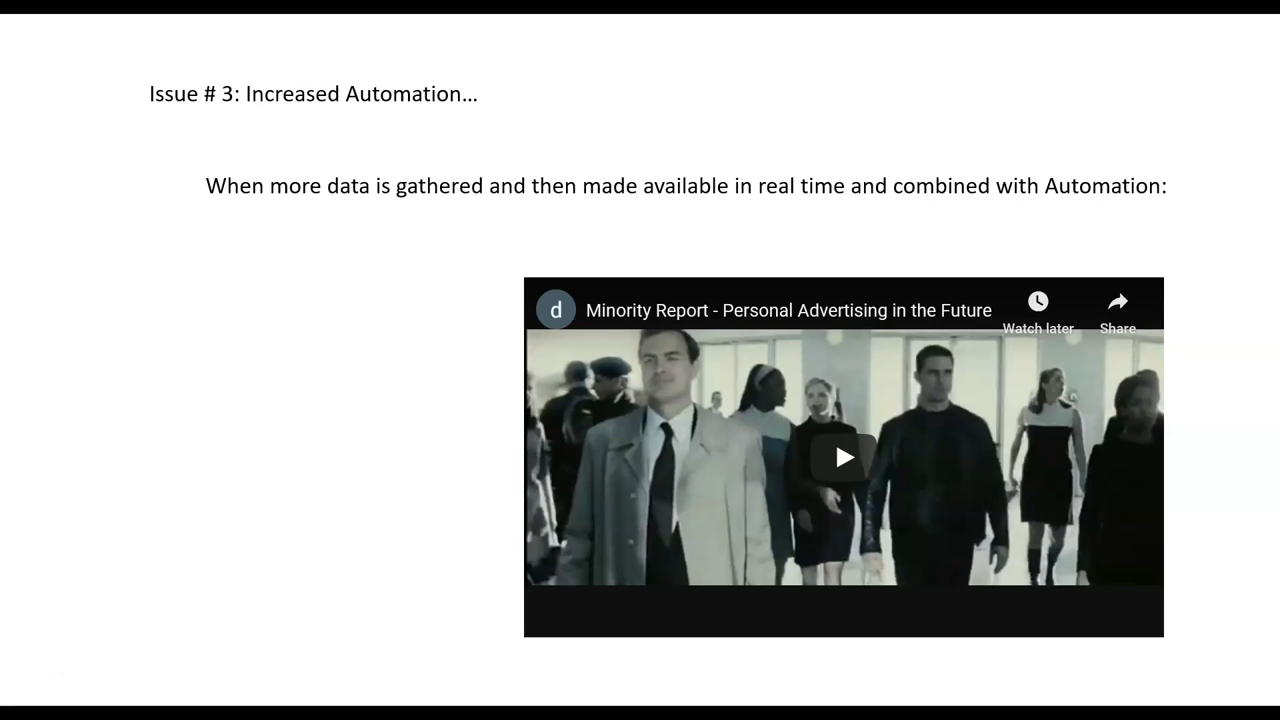 Issue # 3: Increased Automation...
When more data is gathered and then made available in real time and combined with Automation:
d
Minority Report - Personal Advertising in the Future
Watch later
Share